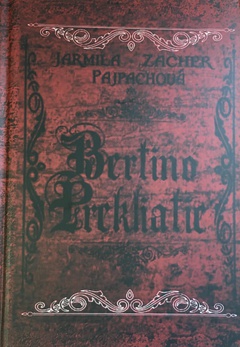 JARMILA ZACHER
PAJPACHOVÁ
Bertino
Prekliatie